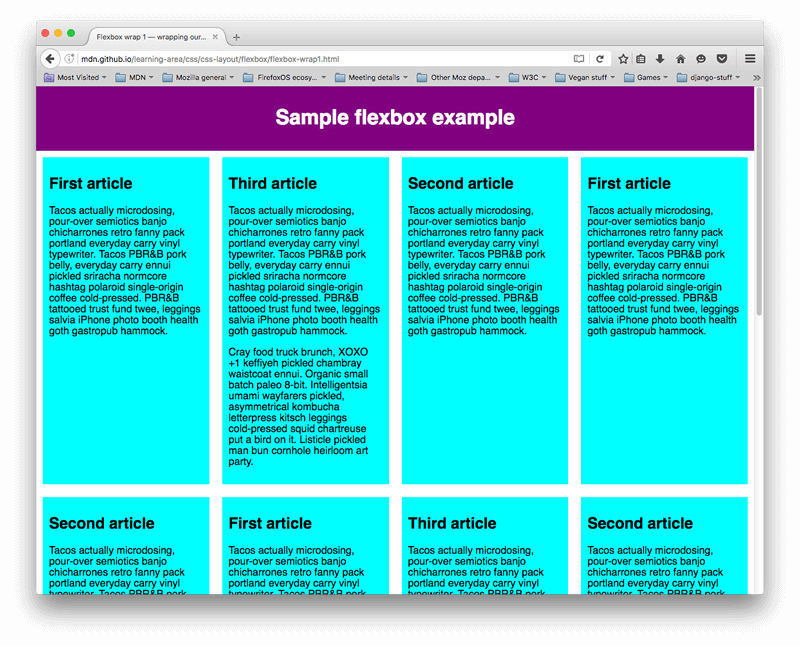 Flexbox wrap 1 — wrapping our...
mdn.github.io/learning-area/css/css-layout/flexbox/flexbox-wrap1.html
Most Visited
MDN
Mozilla general
FirefoxOS ecosy...
Meeting details
Other Moz depa...
W3C
Vegan stuff
Games
django-stuff
Sample flexbox example
First article
Tacos actually microdosing,
pour-over semiotics banjo
chicharrones retro fanny pack
portland everyday carry vinyl
typewriter. Tacos PBR&B pork
belly, everyday carry ennui
pickled sriracha normcore
hashtag polaroid single-origin
coffee cold-pressed. PBR&B
tattooed trust fund twee, leggings
salvia iPhone photo booth health
goth gastropub hammock.
Third article
Tacos actually microdosing,
pour-over semiotics banjo
chicharrones retro fanny pack
portland everyday carry vinyl
typewriter. Tacos PBR&B pork
belly, everyday carry ennui
pickled sriracha normcore
hashtag polaroid single-origin
coffee cold-pressed. PBR&B
tattooed trust fund twee, leggings
salvia iPhone photo booth health
goth gastropub hammock.
Cray food truck brunch, XOXO
+1 keffiyeh pickled chambray
waistcoat ennui. Organic small
batch paleo 8-bit. Intelligentsia
umami wayfarers pickled,
asymmetrical kombucha
letterpress kitsch leggings
cold-pressed squid chartreuse
put a bird on it. Listicle pickled
man bun cornhole heirloom art
party.
Second article
Tacos actually microdosing,
pour-over semiotics banjo
chicharrones retro fanny pack
portland everyday carry vinyl
typewriter. Tacos PBR&B pork
belly, everyday carry ennui
pickled sriracha normcore
hashtag polaroid single-origin
coffee cold-pressed. PBR&B
tattooed trust fund twee, leggings
salvia iPhone photo booth health
goth gastropub hammock.
First article
Tacos actually microdosing,
pour-over semiotics banjo
chicharrones retro fanny pack
portland everyday carry vinyl
typewriter. Tacos PBR&B pork
belly, everyday carry ennui
pickled sriracha normcore
hashtag polaroid single-origin
coffee cold-pressed. PBR&B
tattooed trust fund twee, leggings
salvia iPhone photo booth health
goth gastropub hammock.
Second article
Tacos actually microdosing,
pour-over semiotics banjo
chicharrones retro fanny pack
portland everyday carry vinyl
typewriter. Tacos PBR&B pork
First article
Tacos actually microdosing,
pour-over semiotics banjo
chicharrones retro fanny pack
portland everyday carry vinyl
typewriter. Tacos PBR&B pork
Third article
Tacos actually microdosing,
pour-over semiotics banjo
chicharrones retro fanny pack
portland everyday carry vinyl
typewriter. Tacos PBR&B pork
Second article
Tacos actually microdosing,
pour-over semiotics banjo
chicharrones retro fanny pack
portland everyday carry vinyl
typewriter. Tacos PBR&B pork